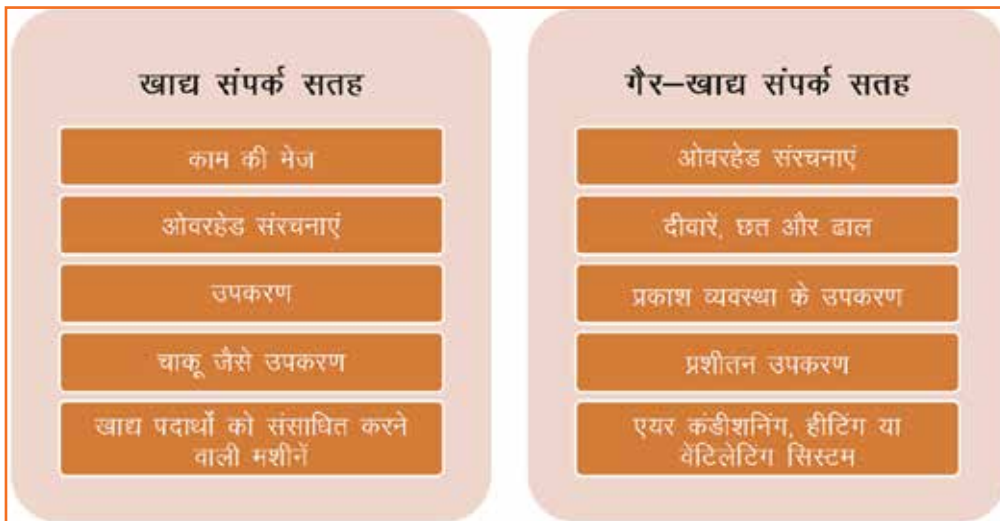 खाद्य संपर्क सतह
काम की मेज
ओवरहेड संरचनाएं
उपकरण
चाकू जैसे उपकरण
खाद्य पदार्थों को संसाधित करने
वाली मशीनें
गैर–खाद्य संपर्क सतह
ओवरहेड संरचनाएं
दीवारें, छत और ढाल
प्रकाश व्यवस्था के उपकरण
प्रशीतन उपकरण
एयर कंडीशनिंग, हीटिंग या
वेंटिलेटिंग सिस्टम